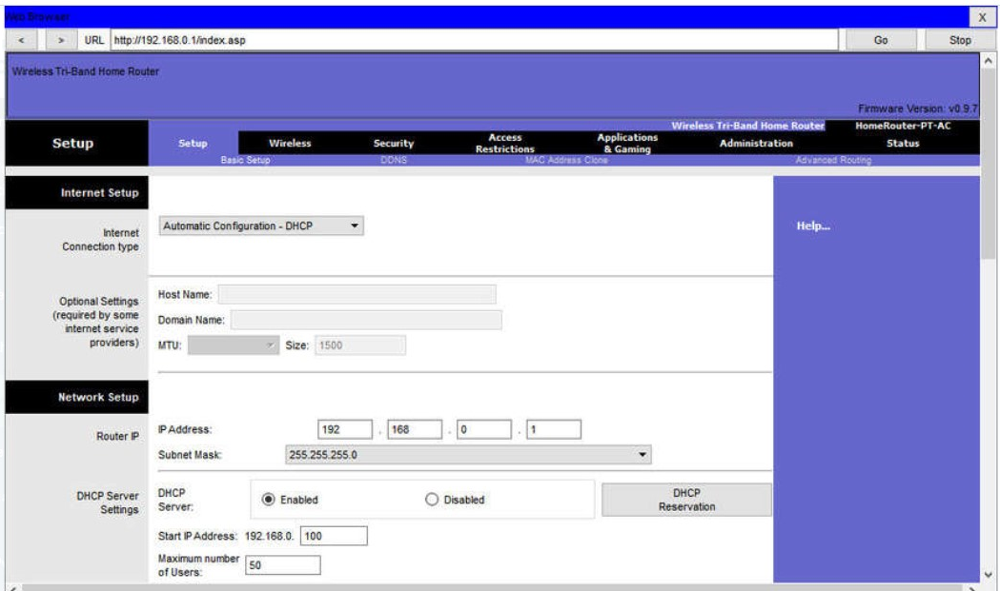 Web Browser
X
< > URL http://192.168.0.1/index.asp Go Stop
Wireless Tri-Band Home Router
Firmware Version: v0.9.7
Wireless Tri-Band Home Router HomeRouter-PT-AC
Setup Setup Wireless Security Access Restrictions Applications & Gaming Administration Status
Basic Setup DDNS MAC Address Clone Advanced Routing
Internet Setup
Internet Connection type
Automatic Configuration - DHCP
Help...
Optional Settings
(required by some
internet service
providers)
Host Name:
Domain Name:
MTU: Size: 1500
Network Setup
Router IP
IP Address: 192 . 168 . 0 . 1
Subnet Mask: 255.255.255.0
DHCP Server
Settings
DHCP
Server:
Enabled Disabled
DHCP
Reservation
Start IP Address: 192.168.0. 100
Maximum number
of Users:
50